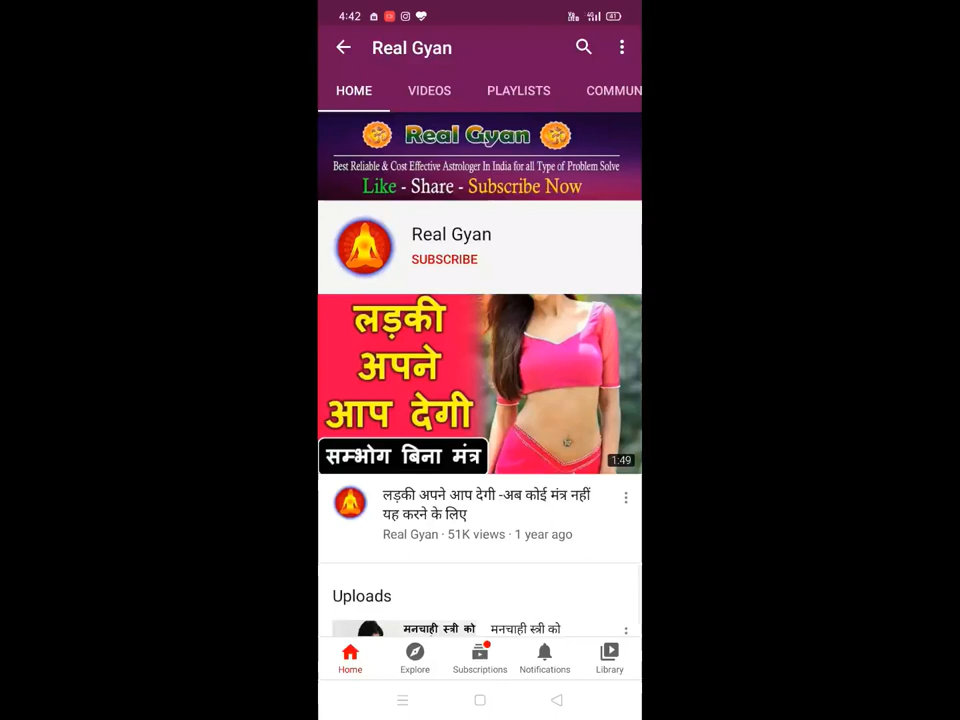 4:42
Real Gyan
HOME VIDEOS PLAYLISTS COMMUN
Real Gyan
Best Reliable & Cost Effective Astrologer In India for all Type of Problem Solve
Like - Share - Subscribe Now
Real Gyan
SUBSCRIBE
लड़की
अपने
आप देगी
सम्भोग बिना मंत्र
1:49
लड़की अपने आप देगी -अब कोई मंत्र नहीं
यह करने के लिए
Real Gyan · 51K views · 1 year ago
Uploads
मनचाही स्त्री को मनचाही स्त्री को
Home Explore Subscriptions Notifications Library